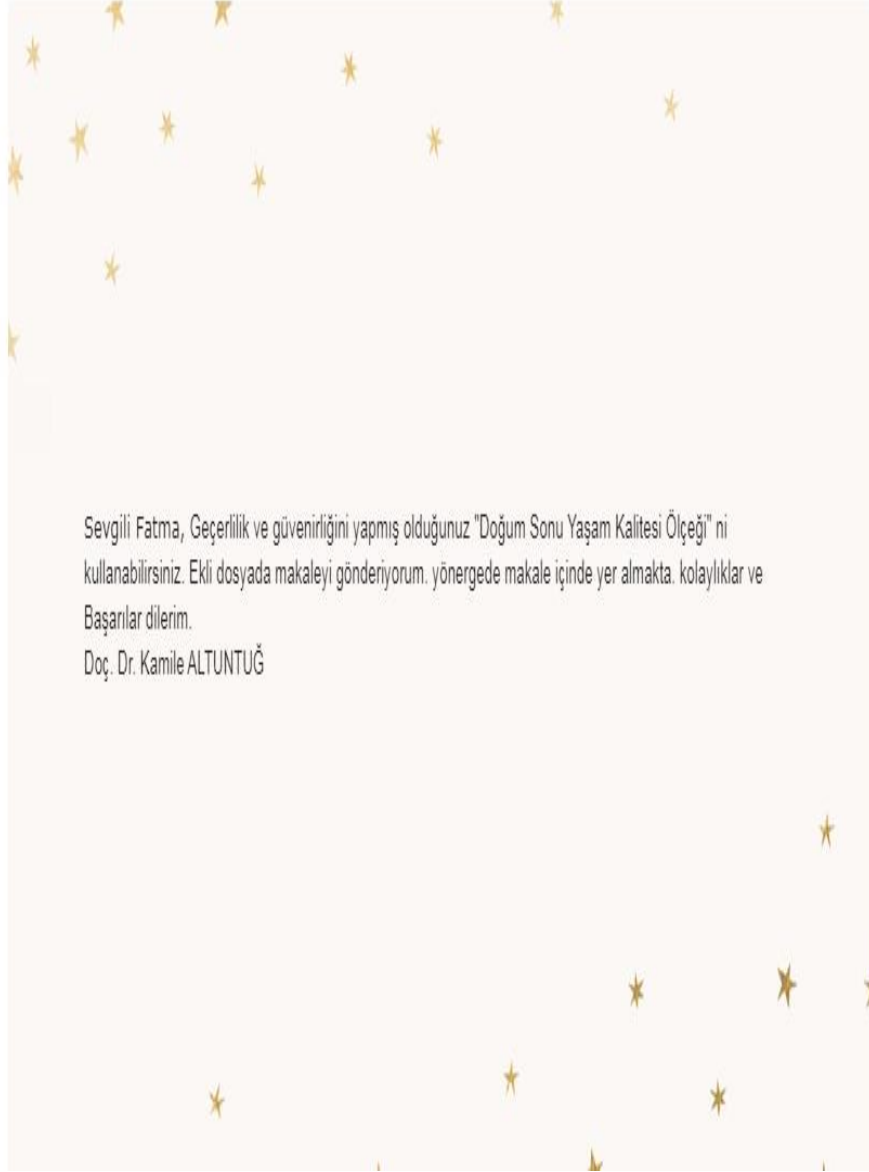 Sevgili Fatma, Geçerlilik ve güvenirliğini yapmış olduğunuz "Doğum Sonu Yaşam Kalitesi Ölçeği" ni
kullanabilirsiniz. Ekli dosyada makaleyi gönderiyorum. yönergede makale içinde yer almakta. kolaylıklar ve
Başarılar dilerim.
Doç. Dr. Kamile ALTUNTUĞ